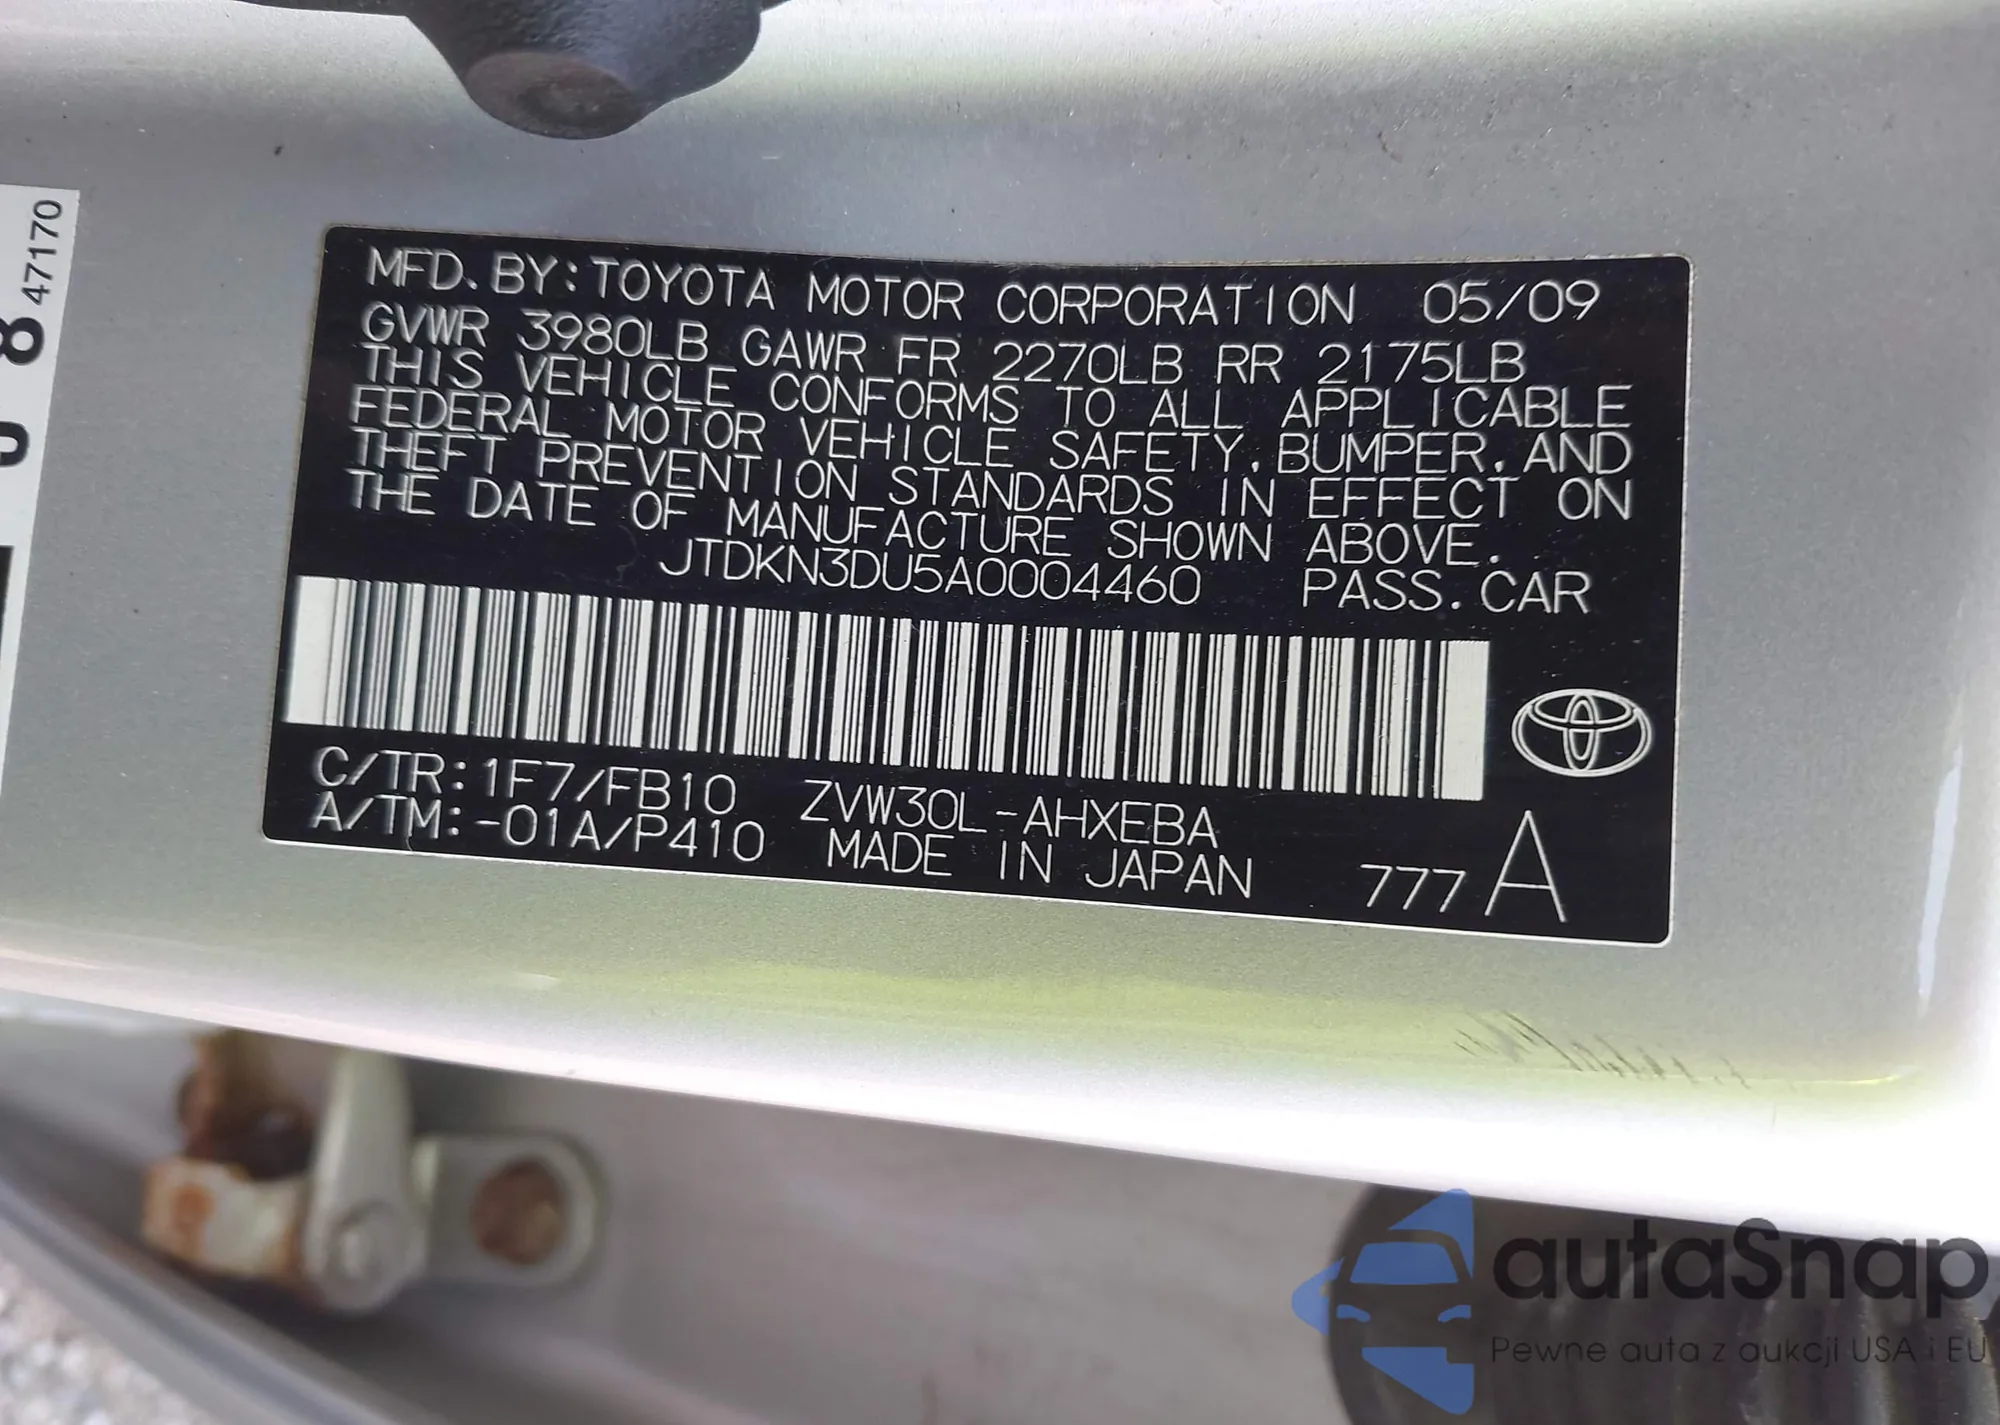 MFD. BY: TOYOTA MOTOR CORPORATION 05/09
GVWR 3980LB GAWR FR 2270LB RR 2175LB
THIS VEHICLE CONFORMS TO ALL APPLICABLE
FEDERAL MOTOR VEHICLE SAFETY, BUMPER, AND
THEFT PREVENTION STANDARDS IN EFFECT ON
THE DATE OF MANUFACTURE SHOWN ABOVE.
JTDKN3DU5A0004460 PASS. CAR
C/TR: 1F7/FB10 ZVW30L-AHXEBA
A/TM: -01A/P410 MADE IN JAPAN 777 A
8 47170
autaSnap
Pewne auta z aukcji USA i EU